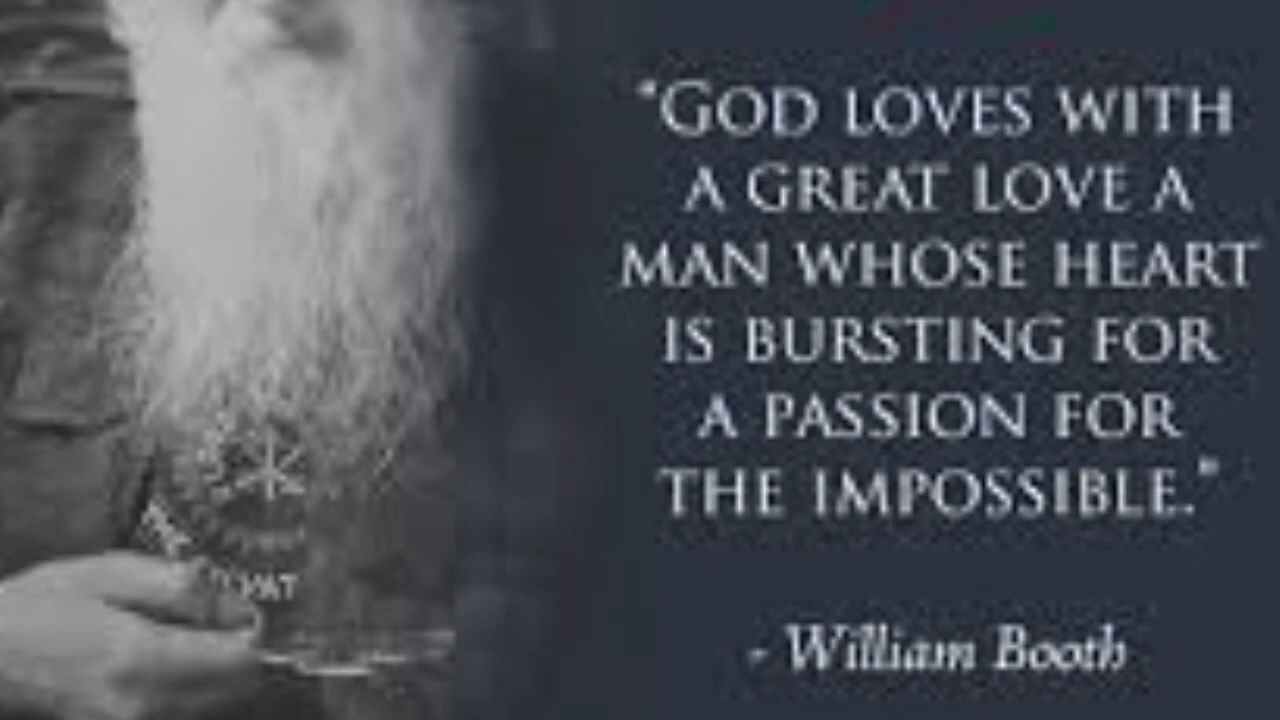 "GOD LOVES WITH
A GREAT LOVE A
MAN WHOSE HEART
IS BURSTING FOR
A PASSION FOR
THE IMPOSSIBLE."
- William Booth